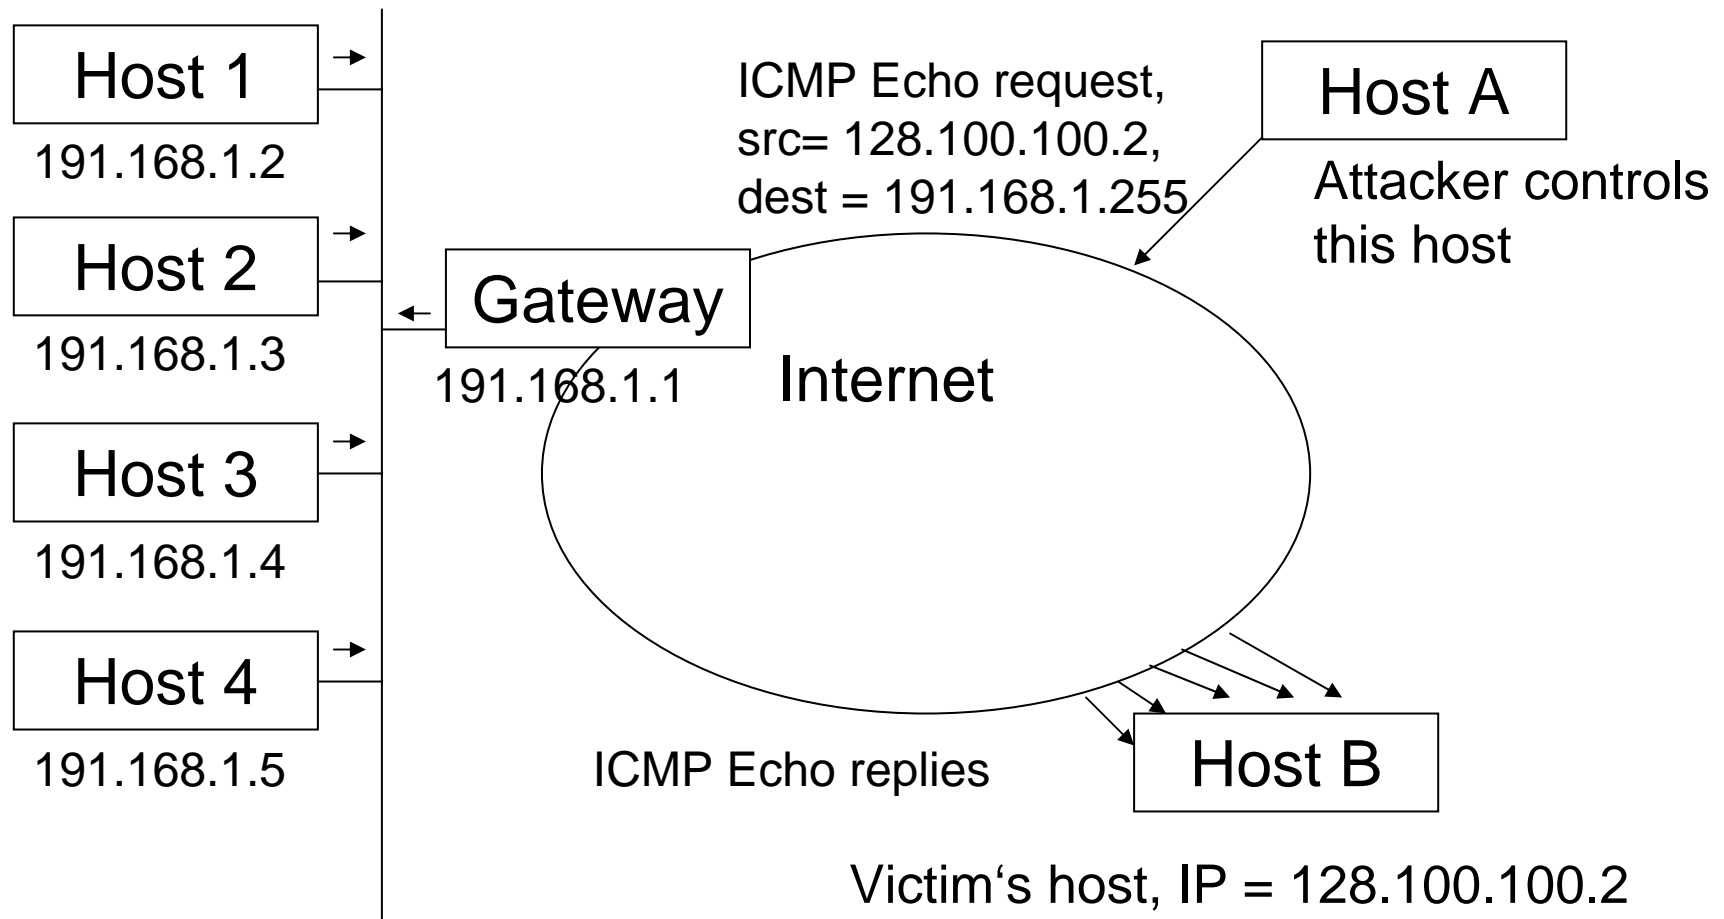 Host 1
191.168.1.2
Host 2
191.168.1.3
Host 3
191.168.1.4
Host 4
191.168.1.5
Gateway
191.168.1.1
ICMP Echo request,
src= 128.100.100.2,
dest = 191.168.1.255
Internet
Host A
Attacker controls
this host
ICMP Echo replies
Host B
Victim‘s host, IP = 128.100.100.2